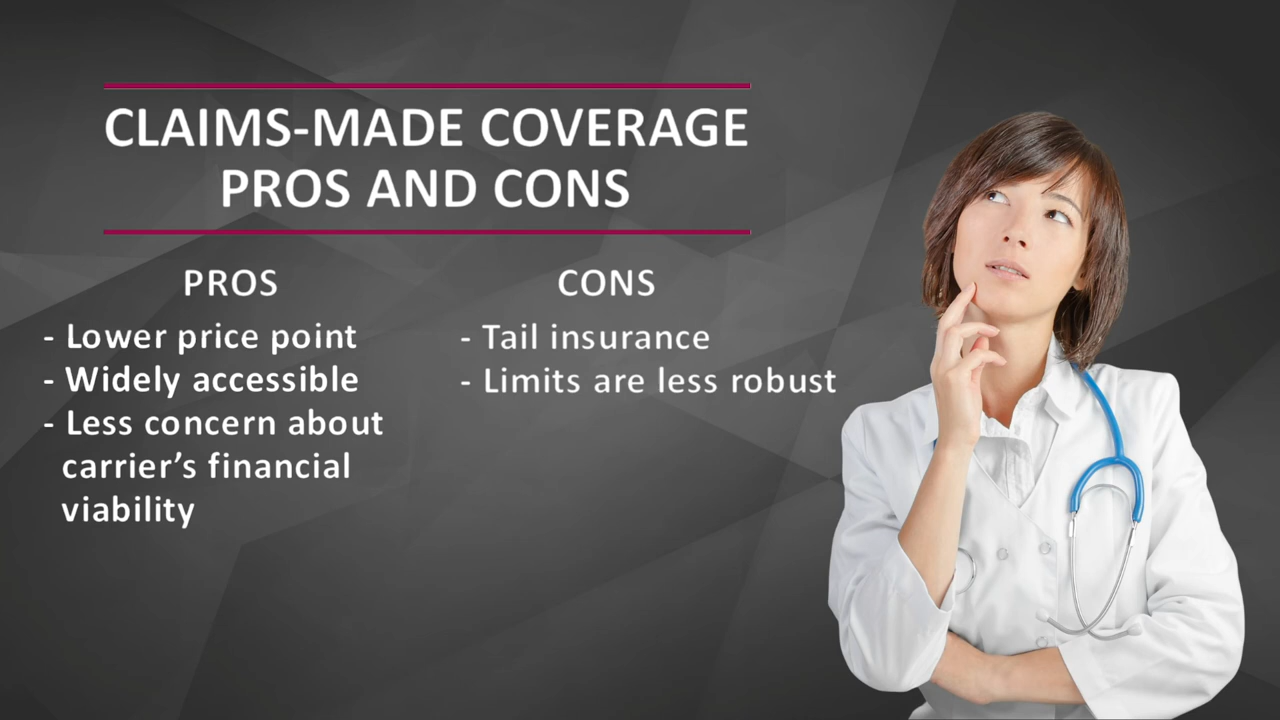 CLAIMS-MADE COVERAGE
PROS AND CONS
PROS
- Lower price point
- Widely accessible
- Less concern about
carrier’s financial
viability
CONS
- Tail insurance
- Limits are less robust